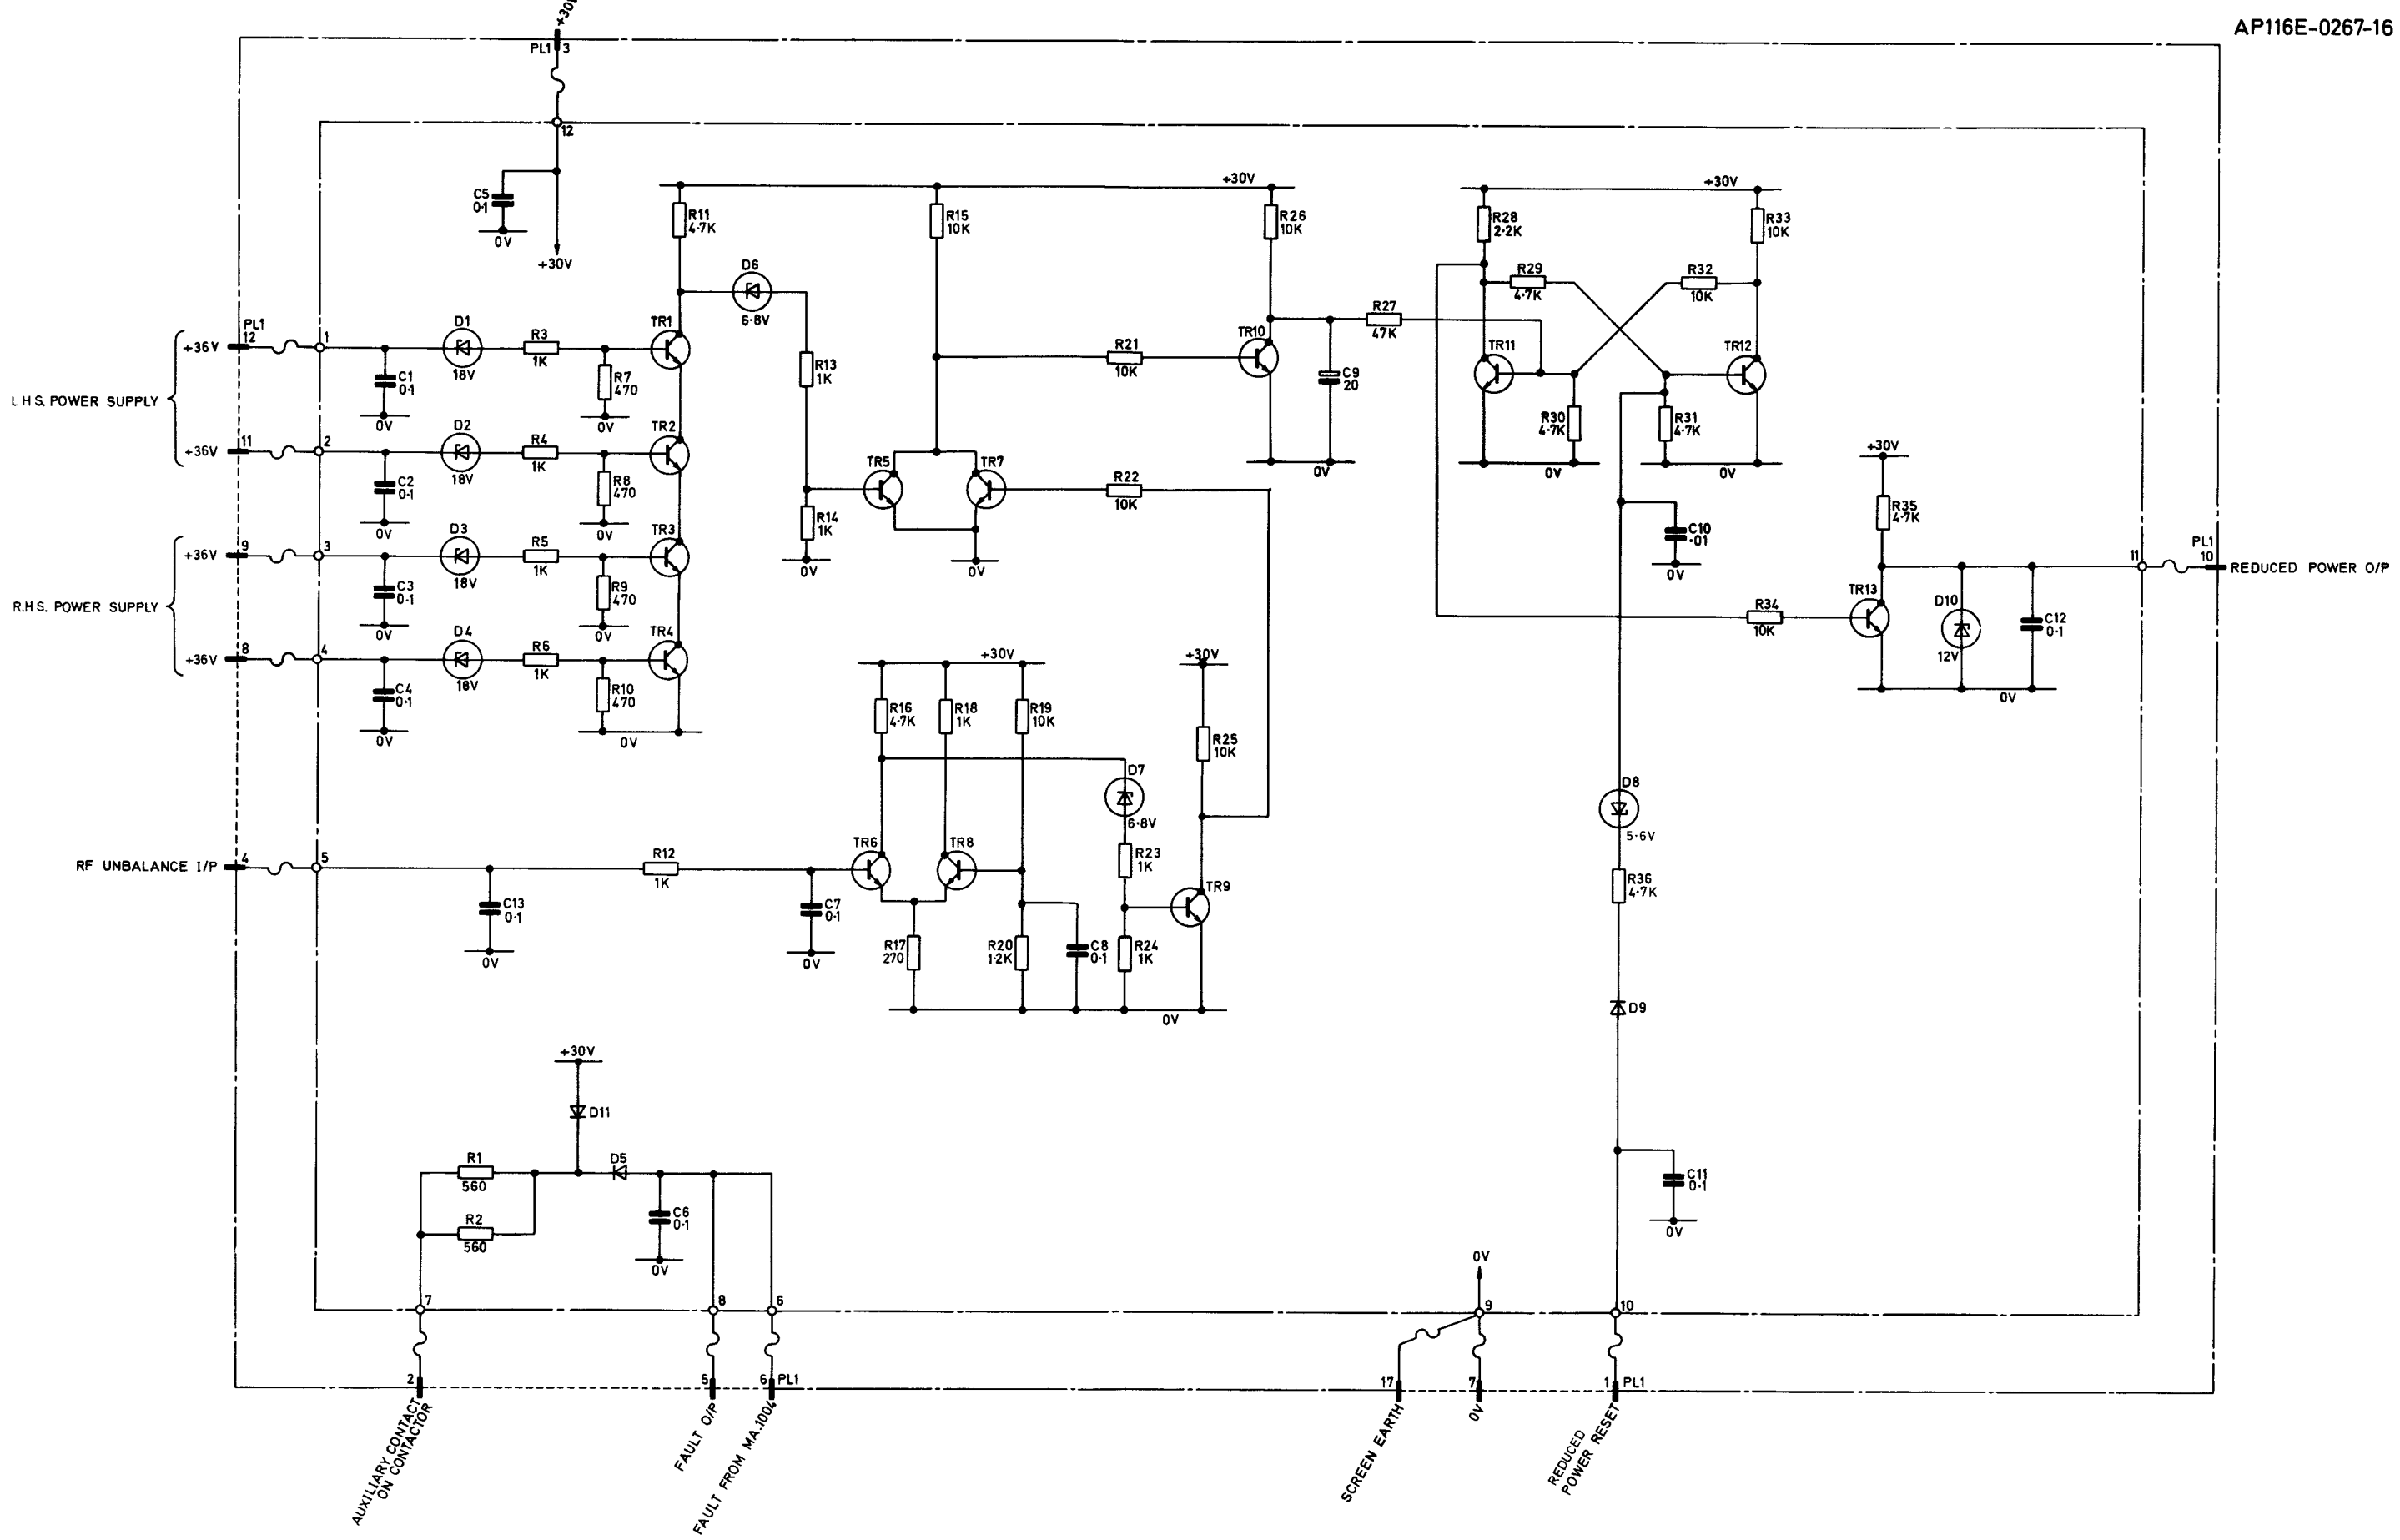 AP116E-0267-16
+30V
PL1 3
12
C5
0·1
0V
+30V
R11
4·7K
R15
10K
+30V
R26
10K
R28
2·2K
+30V
R33
10K
D6
6·8V
R29
4·7K
R32
10K
L H S. POWER SUPPLY
+36V
PL1
12
1
C1
0·1
0V
D1
18V
R3
1K
R7
470
0V
TR1
+36V
11
2
C2
0·1
0V
D2
18V
R4
1K
R8
470
0V
TR2
R13
1K
R14
1K
0V
TR5
TR7
0V
R21
10K
R22
10K
TR10
C9
20
0V
R27
47K
TR11
R30
4·7K
0V
R31
4·7K
0V
TR12
R.H S. POWER SUPPLY
+36V
9
3
C3
0·1
0V
D3
18V
R5
1K
R9
470
0V
TR3
+36V
8
4
C4
0·1
0V
D4
18V
R6
1K
R10
470
0V
TR4
C10
·01
0V
+30V
R35
4·7K
R34
10K
TR13
D10
12V
C12
0·1
0V
11
PL1
10
REDUCED POWER O/P
+30V
R16
4·7K
R18
1K
R19
10K
+30V
R25
10K
D7
6·8V
RF UNBALANCE I/P
4
5
C13
0·1
0V
R12
1K
C7
0·1
0V
TR6
TR8
R23
1K
TR9
R17
270
R20
1·2K
C8
0·1
R24
1K
0V
D8
5·6V
R36
4·7K
D9
C11
0·1
0V
+30V
D11
R1
560
R2
560
D5
C6
0·1
0V
7
8
6
0V
9
10
2
5
6
PL1
17
7
1
PL1
AUXILIARY CONTACT
ON CONTACTOR
FAULT O/P
FAULT FROM MA.1004
SCREEN EARTH
0V
REDUCED
POWER RESET